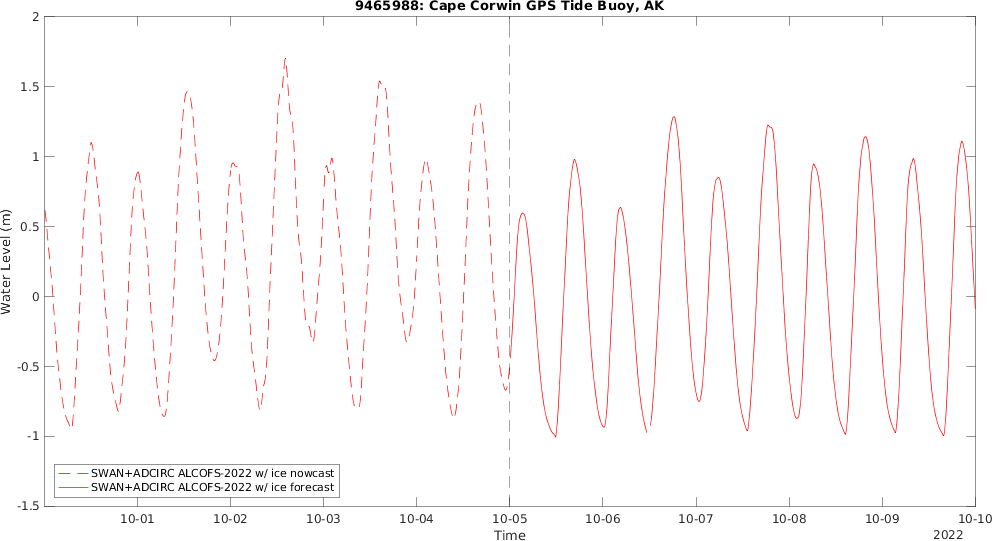 9465988: Cape Corwin GPS Tide Buoy, AK
2
1.5
1
0.5
0
-0.5
-1
-1.5
Water Level (m)
SWAN+ADCIRC ALCOFS-2022 w/ ice nowcast
SWAN+ADCIRC ALCOFS-2022 w/ ice forecast
10-01 10-02 10-03 10-04 10-05 10-06 10-07 10-08 10-09 10-10
Time
2022